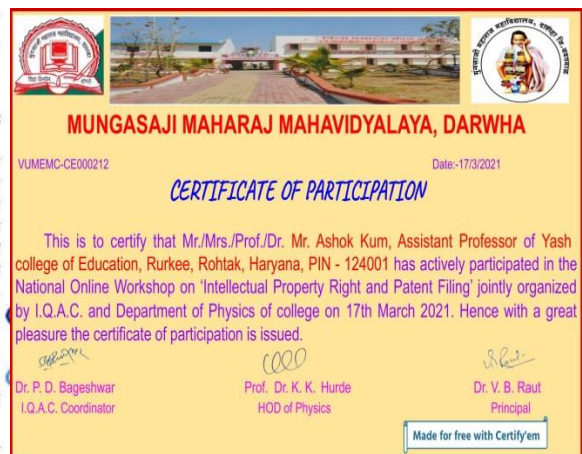 MUNGASAJI MAHARAJ MAHAVIDYALAYA, DARWHA
VUMEMC-CE000212 Date:-17/3/2021
CERTIFICATE OF PARTICIPATION
This is to certify that Mr./Mrs./Prof./Dr. Mr. Ashok Kum, Assistant Professor of Yash
college of Education, Rurkee, Rohtak, Haryana, PIN - 124001 has actively participated in the
National Online Workshop on ‘Intellectual Property Right and Patent Filing’ jointly organized
by I.Q.A.C. and Department of Physics of college on 17th March 2021. Hence with a great
pleasure the certificate of participation is issued.
Dr. P. D. Bageshwar Prof. Dr. K. K. Hurde Dr. V. B. Raut
I.Q.A.C. Coordinator HOD of Physics Principal
Made for free with Certify'em